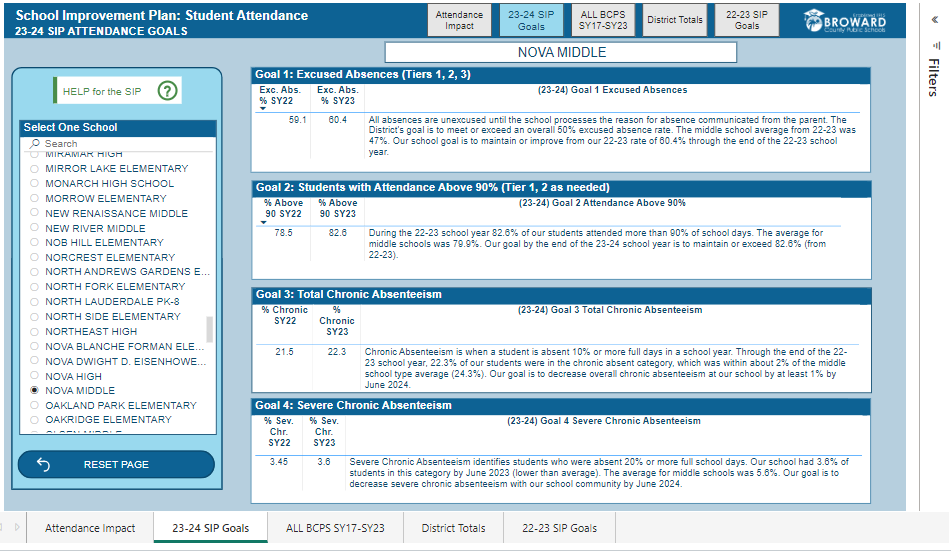 School Improvement Plan: Student Attendance
23-24 SIP ATTENDANCE GOALS
Attendance
Impact
23-24 SIP
Goals
ALL BCPS
SY17-SY23
District Totals
22-23 SIP
Goals
BROWARD
County Public Schools
«
Filters
NOVA MIDDLE
HELP for the SIP
?
Select One School
Search
MIRAMAR HIGH
MIRROR LAKE ELEMENTARY
MONARCH HIGH SCHOOL
MORROW ELEMENTARY
NEW RENAISSANCE MIDDLE
NEW RIVER MIDDLE
NOB HILL ELEMENTARY
NORCREST ELEMENTARY
NORTH ANDREWS GARDENS E...
NORTH FORK ELEMENTARY
NORTH LAUDERDALE PK-8
NORTH SIDE ELEMENTARY
NORTHEAST HIGH
NOVA BLANCHE FORMAN ELE...
NOVA DWIGHT D. EISENHOWE...
NOVA HIGH
NOVA MIDDLE
OAKLAND PARK ELEMENTARY
OAKRIDGE ELEMENTARY
RESET PAGE
Goal 1: Excused Absences (Tiers 1, 2, 3)
Exc. Abs.
% SY22
Exc. Abs.
% SY23
(23-24) Goal 1 Excused Absences
59.1
60.4
All absences are unexcused until the school processes the reason for absence communicated from the parent. The
District's goal is to meet or exceed an overall 50% excused absence rate. The middle school average from 22-23 was
47%. Our school goal is to maintain or improve from our 22-23 rate of 60.4% through the end of the 22-23 school
year.
Goal 2: Students with Attendance Above 90% (Tier 1, 2 as needed)
% Above
90 SY22
% Above
90 SY23
(23-24) Goal 2 Attendance Above 90%
78.5
82.6
During the 22-23 school year 82.6% of our students attended more than 90% of school days. The average for
middle schools was 79.9%. Our goal by the end of the 23-24 school year is to maintain or exceed 82.6% (from
22-23).
Goal 3: Total Chronic Absenteeism
% Chronic
SY22
%
Chronic
SY23
(23-24) Goal 3 Total Chronic Absenteeism
21.5
22.3
Chronic Absenteeism is when a student is absent 10% or more full days in a school year. Through the end of the 22-
23 school year, 22.3% of our students were in the chronic absent category, which was within about 2% of the middle
school type average (24.3%). Our goal is to decrease overall chronic absenteeism at our school by at least 1% by
June 2024.
Goal 4: Severe Chronic Absenteeism
% Sev.
Chr.
SY22
% Sev.
Chr.
SY23
(23-24) Goal 4 Severe Chronic Absenteeism
3.45
3.6
Severe Chronic Absenteeism identifies students who were absent 20% or more full school days. Our school had 3.6% of
students in this category by June 2023 (lower than average). The average for middle schools was 5.6%. Our goal is to
decrease severe chronic absenteeism with our school community by June 2024.
Attendance Impact
23-24 SIP Goals
ALL BCPS SY17-SY23
District Totals
22-23 SIP Goals